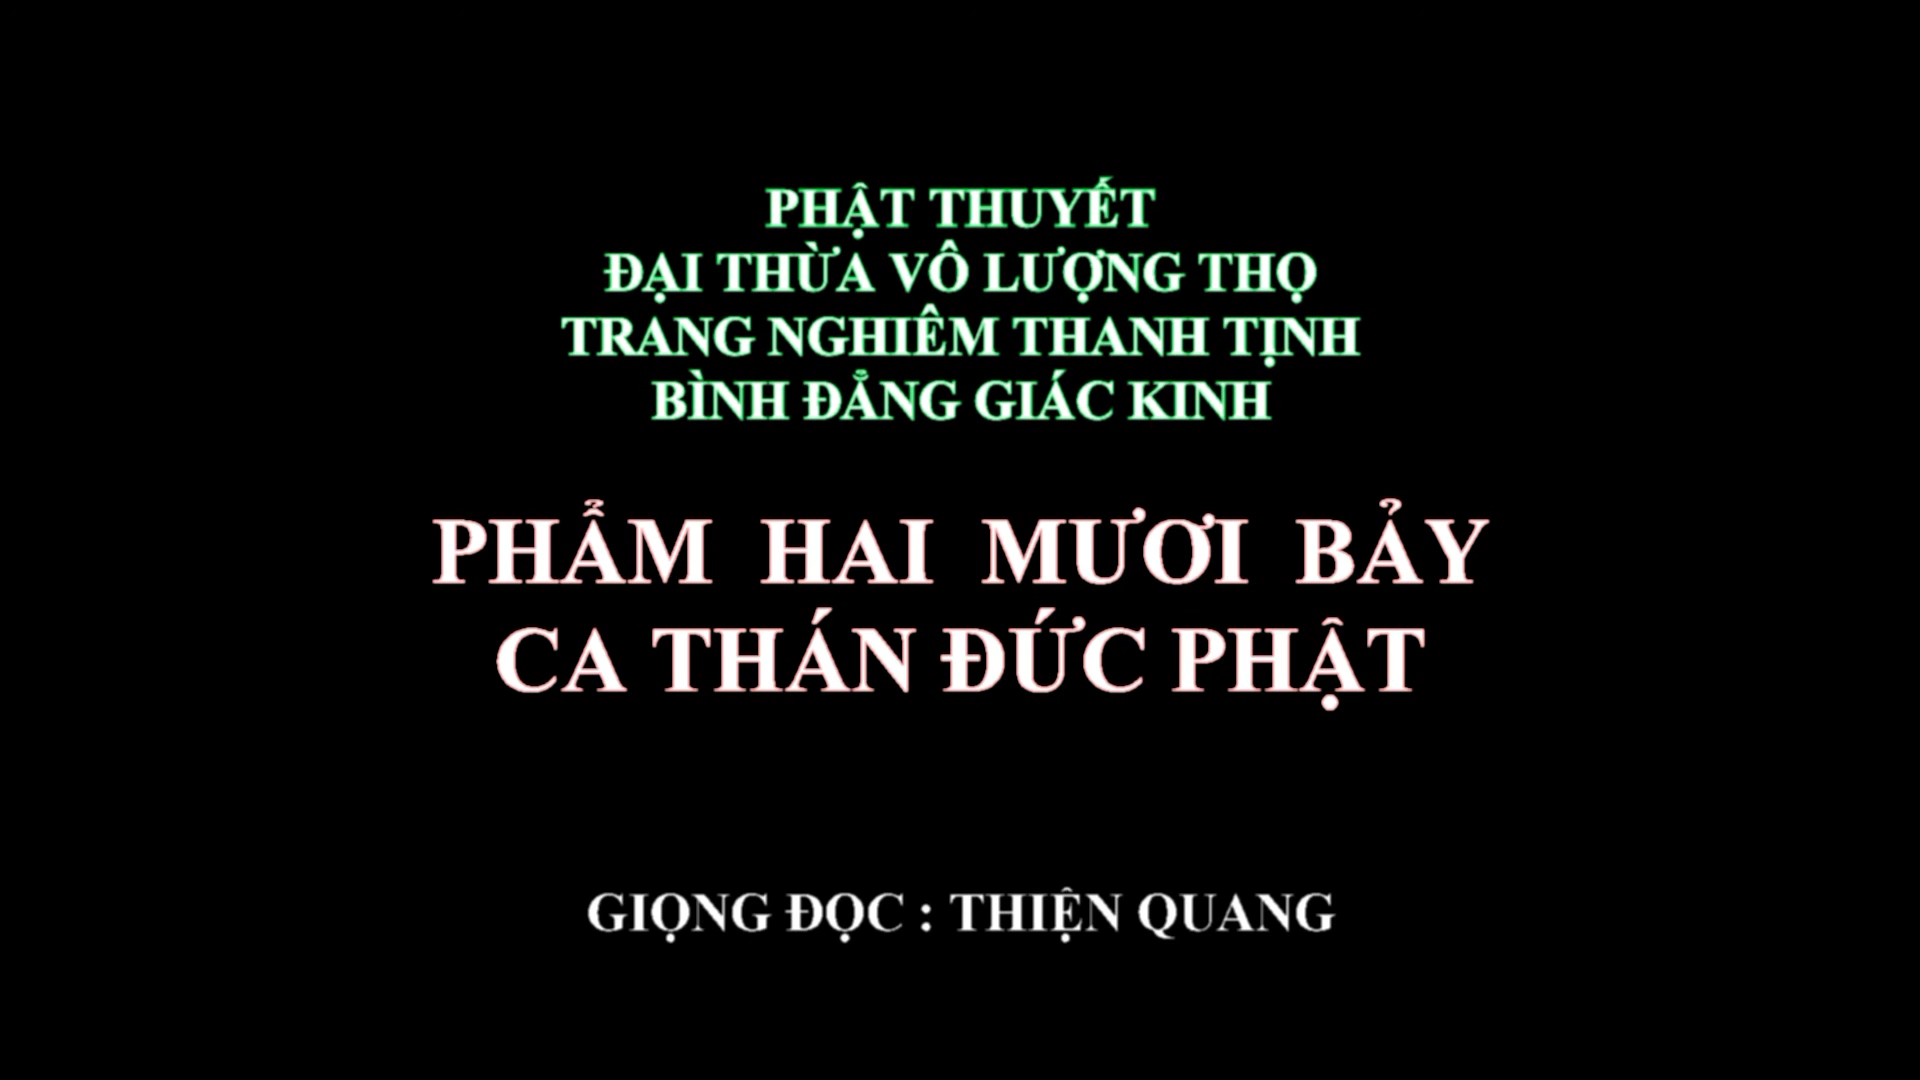 PHẬT THUYẾT
ĐẠI THỪA VÔ LƯỢNG THỌ
TRANG NGHIÊM THANH TỊNH
BÌNH ĐẲNG GIÁC KINH
PHẨM HAI MƯƠI BẢY
CA THÁN ĐỨC PHẬT
GIỌNG ĐỌC : THIỆN QUANG